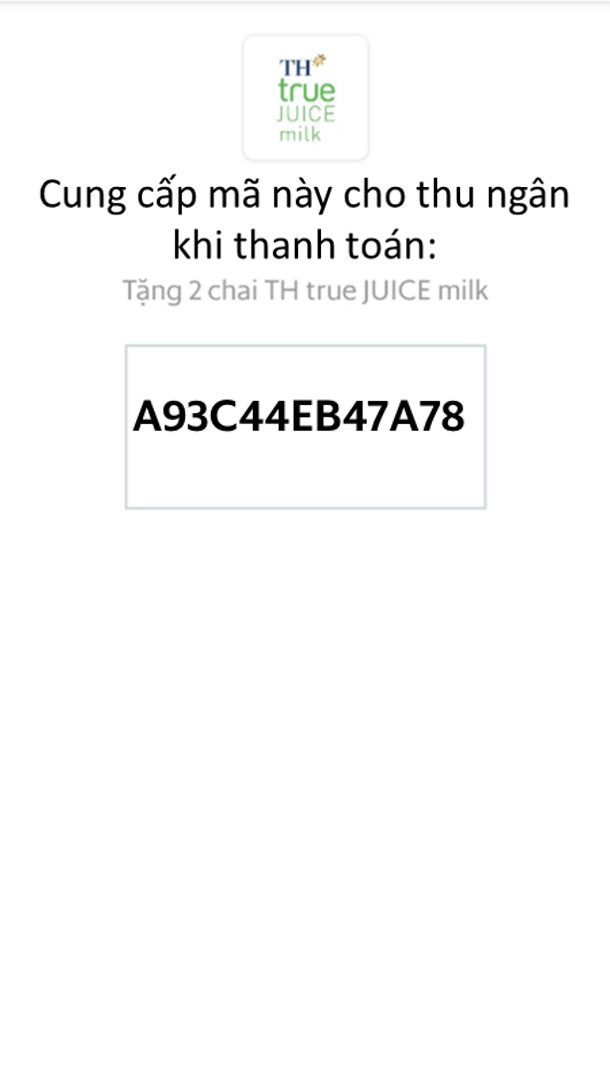 TH
true
JUICE
milk
Cung cấp mã này cho thu ngân
khi thanh toán:
Tặng 2 chai TH true JUICE milk
A93C44EB47A78